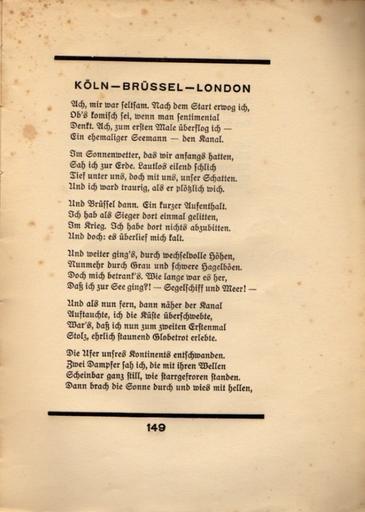 KÖLN—BRÜSSEL—LONDON
Ach, mir war seltsam. Nach dem Start erwog ich,
Ob's komisch sei, wenn man sentimental
Denkt. Ach, zum ersten Male überflog ich —
Ein ehemaliger Seemann — den Kanal.
Im Sonnenwetter, das wir anfangs hatten,
Sah ich zur Erde. Lautlos eilend schlich
Tief unter uns, doch mit uns, unser Schatten.
Und ich ward traurig, als er plötzlich wich.
Und Brüssel dann. Ein kurzer Aufenthalt.
Ich hab als Sieger dort einmal gelitten,
Im Krieg. Ich habe dort nichts abzubitten.
Und doch: es überlief mich kalt.
Und weiter ging's, durch wechselvolle Höhen,
Nunmehr durch Grau und schwere Hagelböen.
Doch mich betrank's. Wie lange war es her,
Daß ich zur See ging?! — Segelschiff und Meer! —
Und als nun fern, dann näher der Kanal
Auftauchte, ich die Küste überschwebte,
War's, daß ich nun zum zweiten Erstenmal
Stolz, ehrlich staunend Globetrot erlebte.
Die Ufer unsres Kontinents entschwanden.
Zwei Dampfer sah ich, die mit ihren Wellen
Scheinbar ganz still, wie starrgefroren standen.
Dann brach die Sonne durch und wies mit hellen,
149